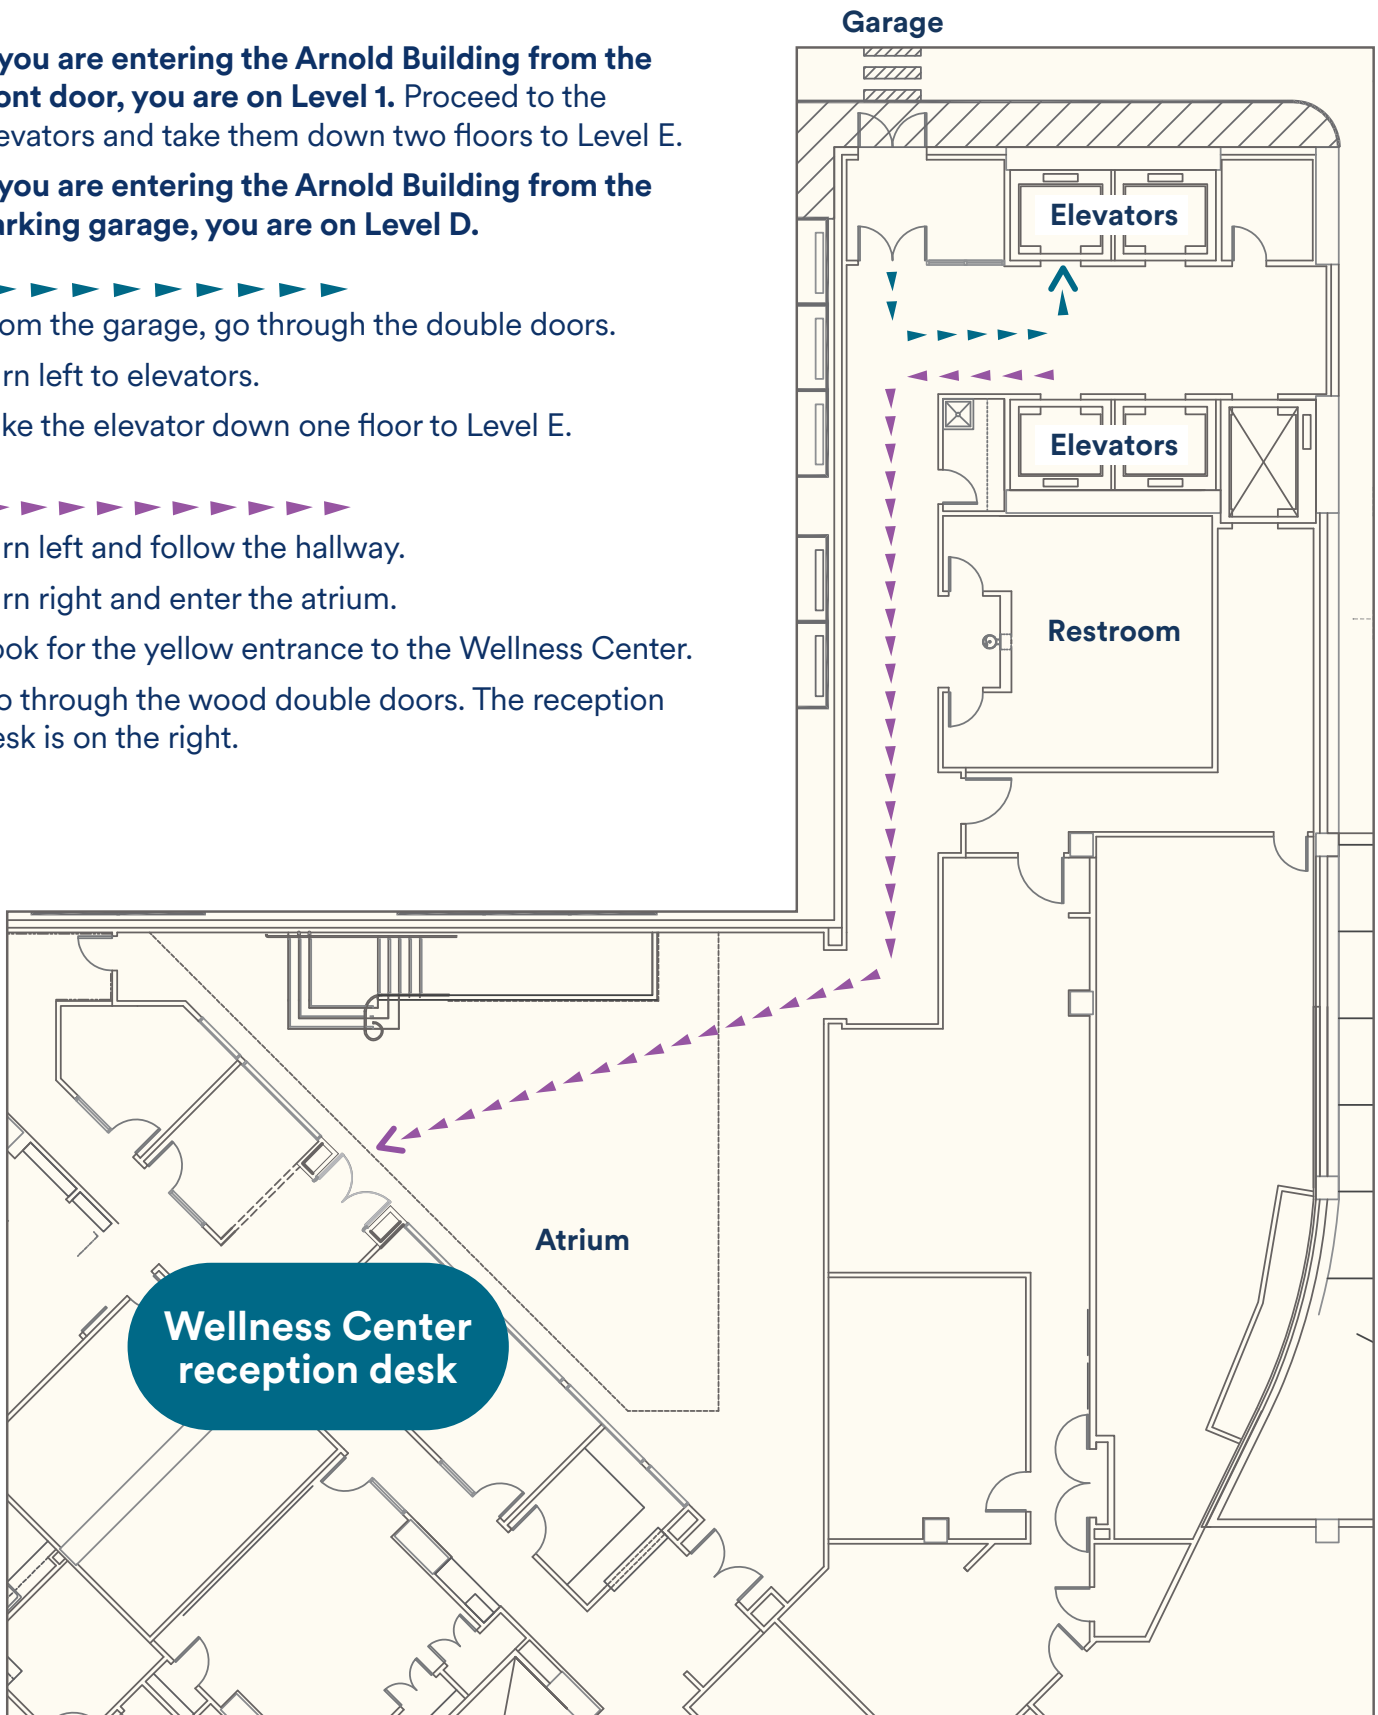 Garage
you are entering the Arnold Building from the
ont door, you are on Level 1. Proceed to the
evators and take them down two floors to Level E.
you are entering the Arnold Building from the
arking garage, you are on Level D.
om the garage, go through the double doors.
rn left to elevators.
ke the elevator down one floor to Level E.
rn left and follow the hallway.
rn right and enter the atrium.
ook for the yellow entrance to the Wellness Center.
o through the wood double doors. The reception
esk is on the right.
Elevators
Elevators
Restroom
Atrium
Wellness Center
reception desk